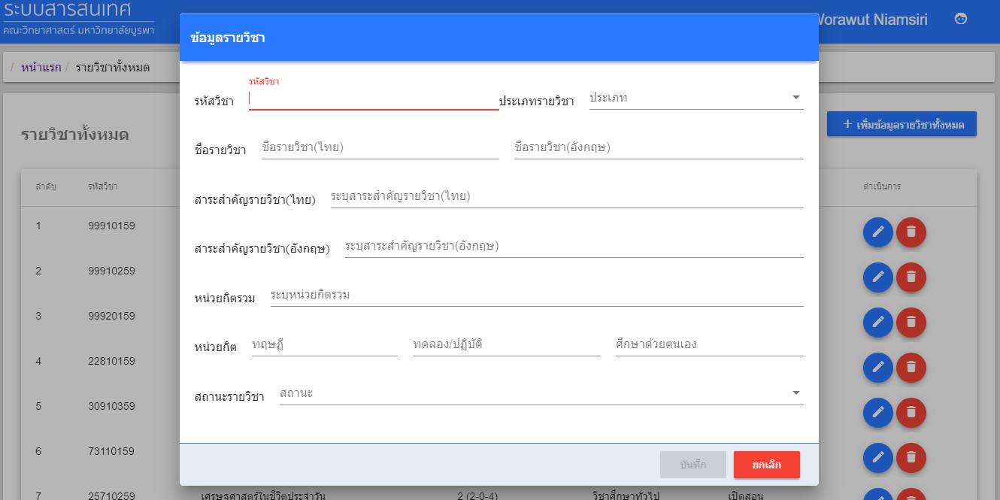 ระบบสารสนเทศ
คณะวิทยาศาสตร์ มหาวิทยาลัยบูรพา
Worawut Niamsiri
/ หน้าแรก / รายวิชาทั้งหมด
รายวิชาทั้งหมด
+ เพิ่มข้อมูลรายวิชาทั้งหมด
ลำดับ รหัสวิชา ดำเนินการ
1 99910159
2 99910259
3 99920159
4 22810159
5 30910359
6 73110159
7 25710259 เศรษฐศาสตร์ในชีวิตประจำวัน 2 (2-0-4) วิชาศึกษาทั่วไป เปิดสอน
ข้อมูลรายวิชา
รหัสวิชา
รหัสวิชา ประเภทรายวิชา ประเภท
ชื่อรายวิชา ชื่อรายวิชา(ไทย) ชื่อรายวิชา(อังกฤษ)
สาระสำคัญรายวิชา(ไทย) ระบุสาระสำคัญรายวิชา(ไทย)
สาระสำคัญรายวิชา(อังกฤษ) ระบุสาระสำคัญรายวิชา(อังกฤษ)
หน่วยกิตรวม ระบุหน่วยกิตรวม
หน่วยกิต ทฤษฏี ทดลอง/ปฏิบัติ ศึกษาด้วยตนเอง
สถานะรายวิชา สถานะ
บันทึก ยกเลิก